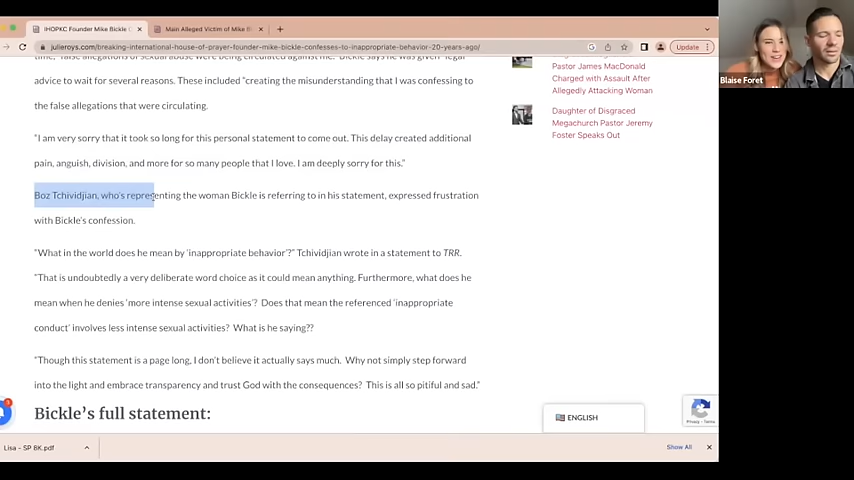 IHOPKC Founder Mike Bickle C
Main Alleged Victim of Mike B
julieroys.com/breaking-international-house-of-prayer-founder-mike-bickle-confesses-to-inappropriate-behavior-20-years-ago/
Update
Blaise Foret
advice to wait for several reasons. These included “creating the misunderstanding that I was confessing to
the false allegations that were circulating.
“I am very sorry that it took so long for this personal statement to come out. This delay created additional
pain, anguish, division, and more for so many people that I love. I am deeply sorry for this.”
Boz Tchividjian, who’s representing the woman Bickle is referring to in his statement, expressed frustration
with Bickle’s confession.
“What in the world does he mean by ‘inappropriate behavior’?” Tchividjian wrote in a statement to TRR.
“That is undoubtedly a very deliberate word choice as it could mean anything. Furthermore, what does he
mean when he denies ‘more intense sexual activities’? Does that mean the referenced ‘inappropriate
conduct’ involves less intense sexual activities? What is he saying??
“Though this statement is a page long, I don’t believe it actually says much. Why not simply step forward
into the light and embrace transparency and trust God with the consequences? This is all so pitiful and sad.”
Bickle’s full statement:
Pastor James MacDonald
Charged with Assault After
Allegedly Attacking Woman
Daughter of Disgraced
Megachurch Pastor Jeremy
Foster Speaks Out
ENGLISH
Privacy - Terms
Lisa – SP 8K.pdf
Show All